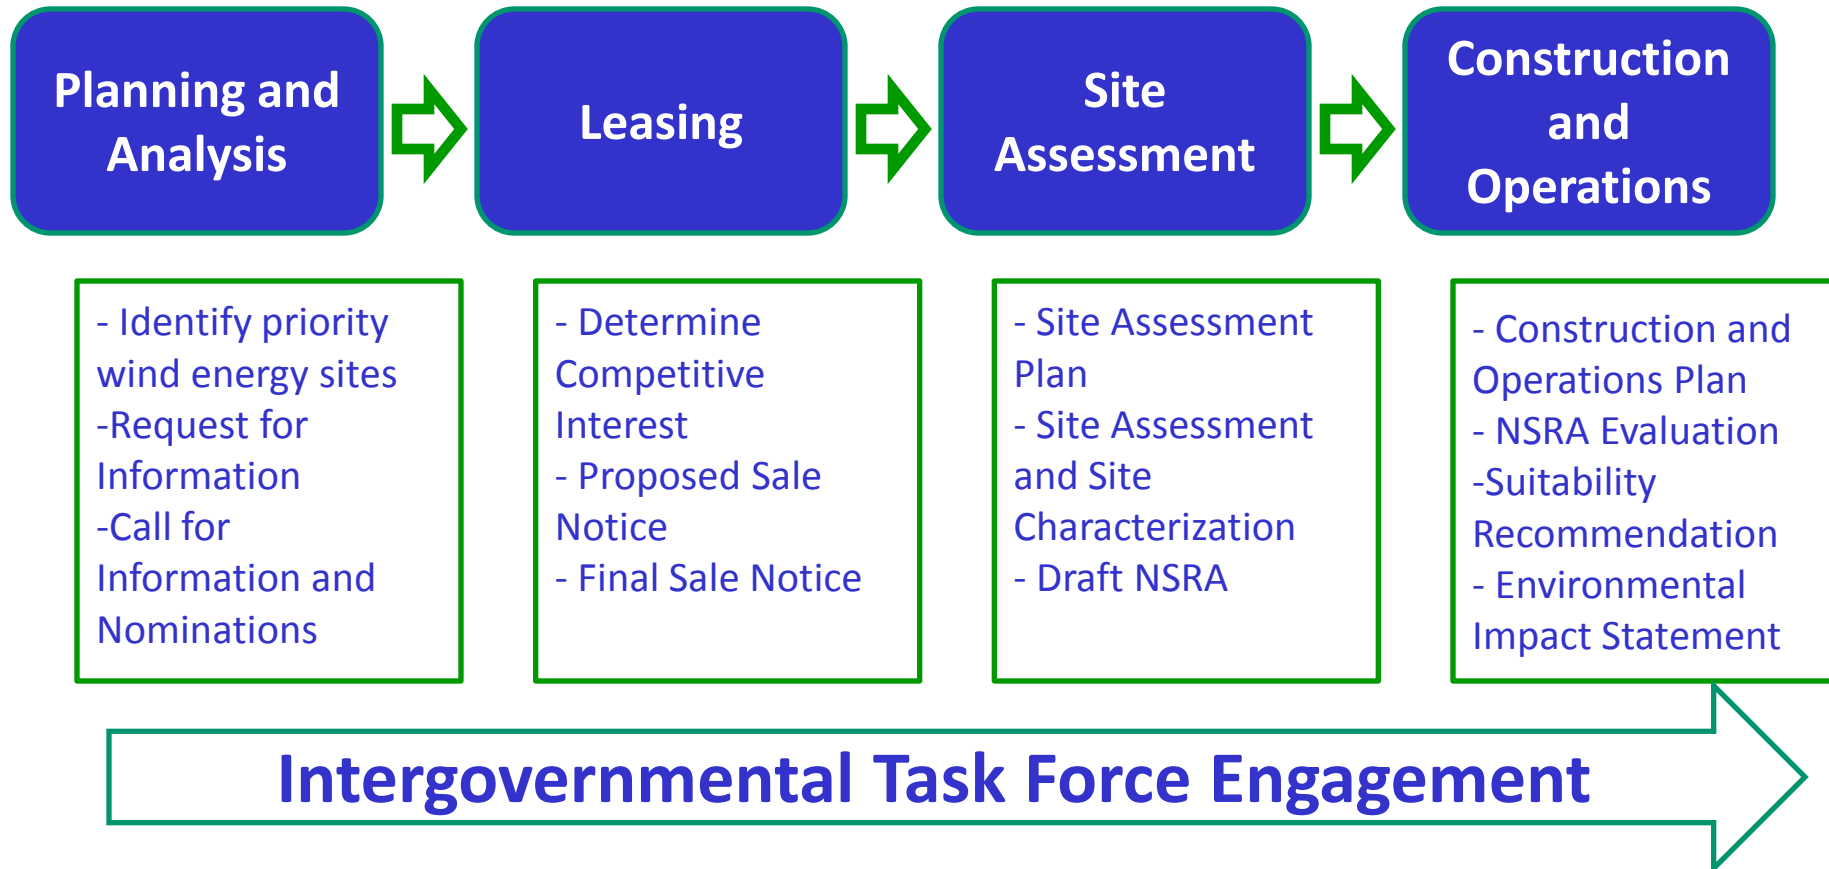 Planning and
Analysis
Leasing
Site
Assessment
Construction
and
Operations
- Identify priority
wind energy sites
-Request for
Information
-Call for
Information and
Nominations
- Determine
Competitive
Interest
- Proposed Sale
Notice
- Final Sale Notice
- Site Assessment
Plan
- Site Assessment
and Site
Characterization
- Draft NSRA
- Construction and
Operations Plan
- NSRA Evaluation
-Suitability
Recommendation
- Environmental
Impact Statement
Intergovernmental Task Force Engagement